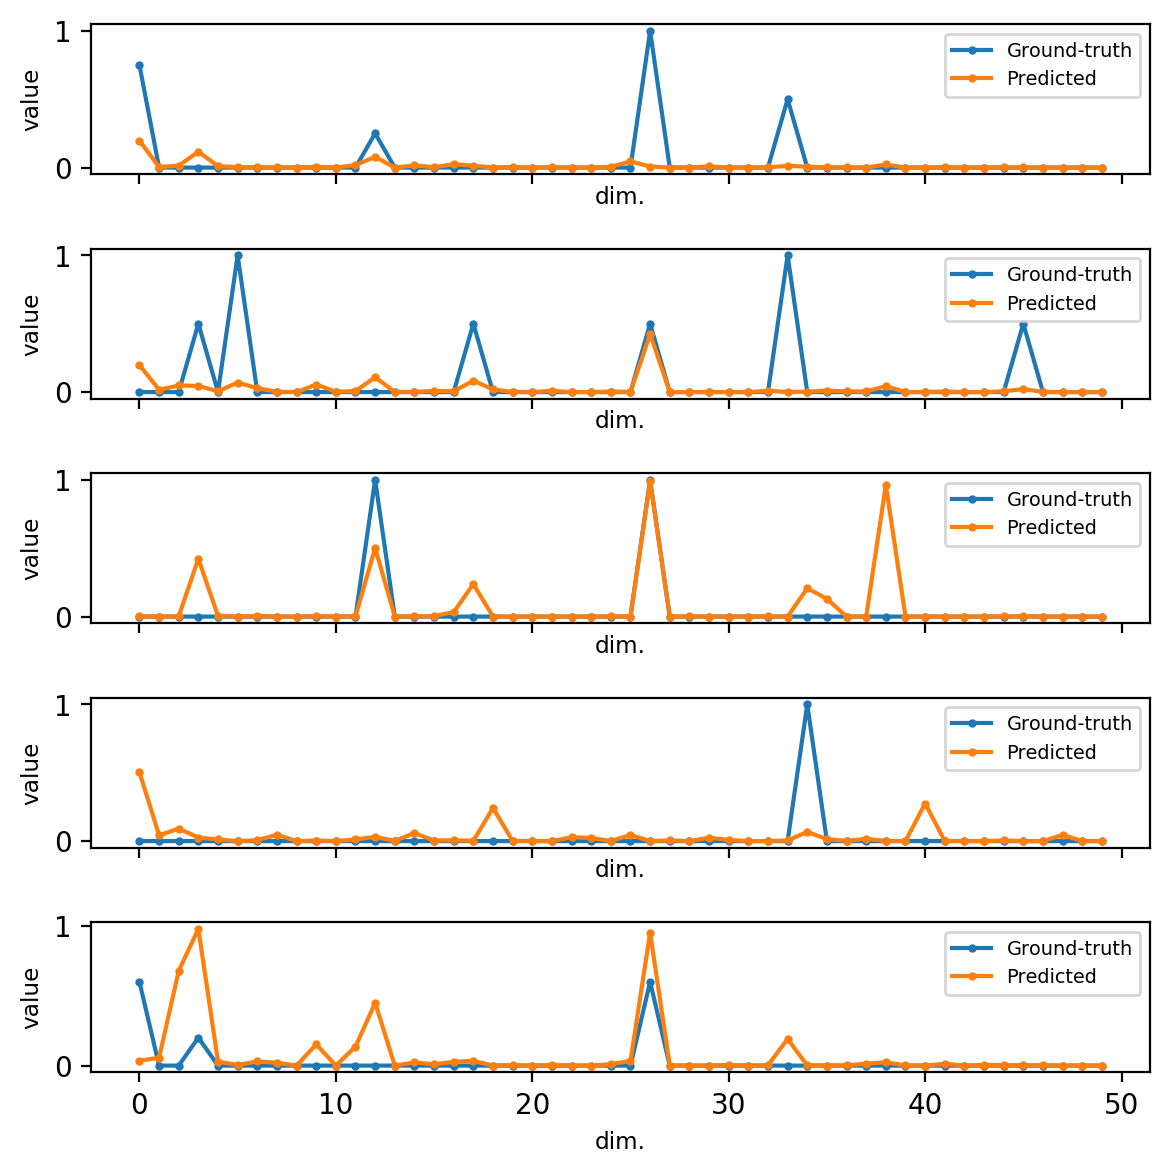 1
Ground-truth
Predicted
value
0
dim.
1
Ground-truth
Predicted
value
0
dim.
1
Ground-truth
Predicted
value
0
dim.
1
Ground-truth
Predicted
value
0
dim.
1
Ground-truth
Predicted
value
0
0 10 20 30 40 50
dim.